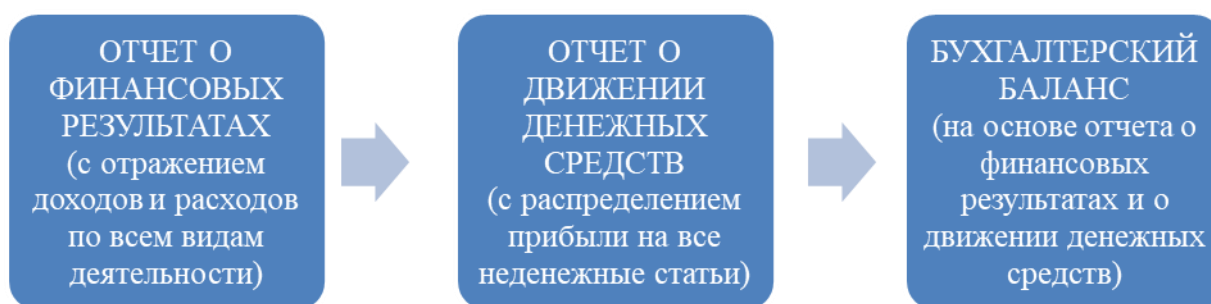 ОТЧЕТ О
ФИНАНСОВЫХ
РЕЗУЛЬТАТАХ
(с отражением
доходов и расходов
по всем видам
деятельности)
ОТЧЕТ О
ДВИЖЕНИИ
ДЕНЕЖНЫХ
СРЕДСТВ
(с распределением
прибыли на все
неденежные статьи)
БУХГАЛТЕРСКИЙ
БАЛАНС
(на основе отчета о
финансовых
результатах и о
движении денежных
средств)